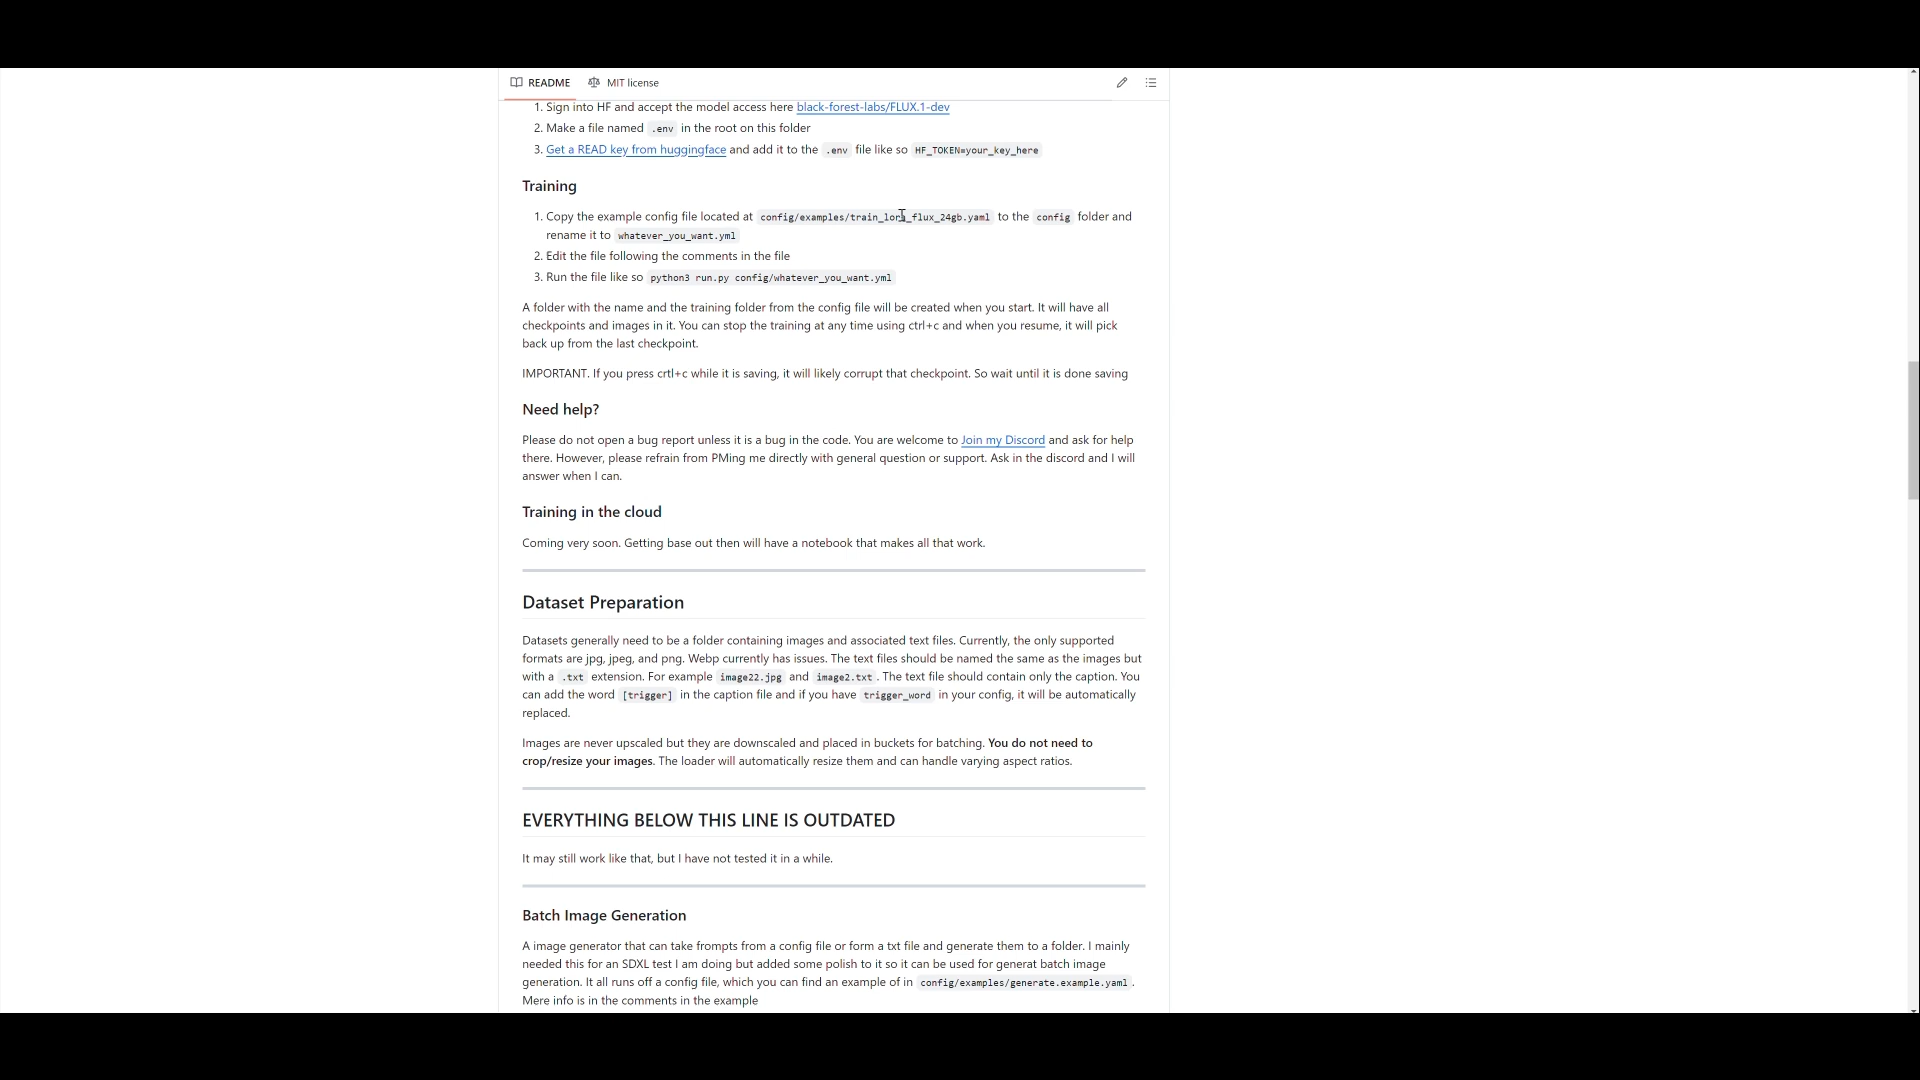 README MIT license
1. Sign into HF and accept the model access here black-forest-labs/FLUX.1-dev
2. Make a file named .env in the root on this folder
3. Get a READ key from huggingface and add it to the .env file like so HF_TOKEN=your_key_here
Training
1. Copy the example config file located at config/examples/train_lora_flux_24gb.yaml to the config folder and
rename it to whatever_you_want.yml
2. Edit the file following the comments in the file
3. Run the file like so python3 run.py config/whatever_you_want.yml
A folder with the name and the training folder from the config file will be created when you start. It will have all
checkpoints and images in it. You can stop the training at any time using ctrl+c and when you resume, it will pick
back up from the last checkpoint.
IMPORTANT. If you press crtl+c while it is saving, it will likely corrupt that checkpoint. So wait until it is done saving
Need help?
Please do not open a bug report unless it is a bug in the code. You are welcome to Join my Discord and ask for help
there. However, please refrain from PMing me directly with general question or support. Ask in the discord and I will
answer when I can.
Training in the cloud
Coming very soon. Getting base out then will have a notebook that makes all that work.
Dataset Preparation
Datasets generally need to be a folder containing images and associated text files. Currently, the only supported
formats are jpg, jpeg, and png. Webp currently has issues. The text files should be named the same as the images but
with a .txt extension. For example image22.jpg and image2.txt. The text file should contain only the caption. You
can add the word [trigger] in the caption file and if you have trigger_word in your config, it will be automatically
replaced.
Images are never upscaled but they are downscaled and placed in buckets for batching. You do not need to
crop/resize your images. The loader will automatically resize them and can handle varying aspect ratios.
EVERYTHING BELOW THIS LINE IS OUTDATED
It may still work like that, but I have not tested it in a while.
Batch Image Generation
A image generator that can take frompts from a config file or form a txt file and generate them to a folder. I mainly
needed this for an SDXL test I am doing but added some polish to it so it can be used for generat batch image
generation. It all runs off a config file, which you can find an example of in config/examples/generate.example.yaml.
Mere info is in the comments in the example